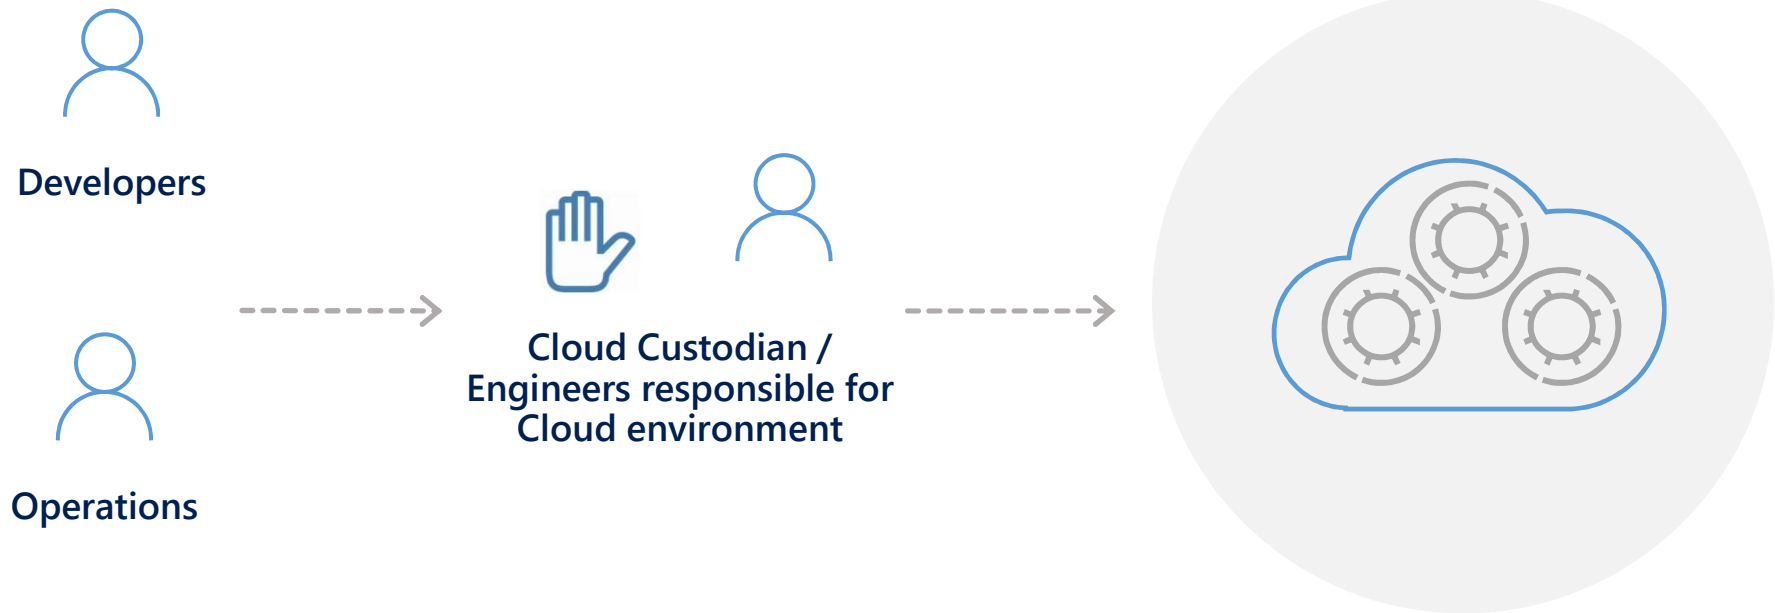 Developers
Cloud Custodian /
Engineers responsible for
Cloud environment
Operations